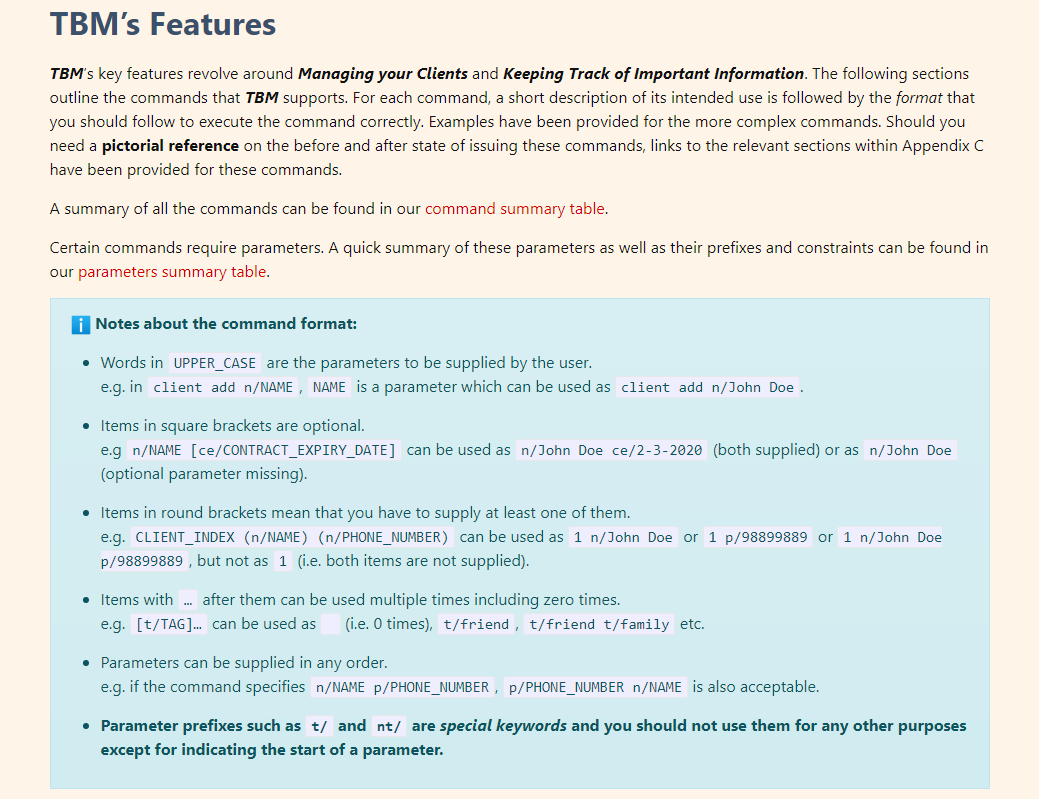 TBM’s Features
TBM's key features revolve around Managing your Clients and Keeping Track of Important Information. The following sections
outline the commands that TBM supports. For each command, a short description of its intended use is followed by the format that
you should follow to execute the command correctly. Examples have been provided for the more complex commands. Should you
need a pictorial reference on the before and after state of issuing these commands, links to the relevant sections within Appendix C
have been provided for these commands.
A summary of all the commands can be found in our command summary table.
Certain commands require parameters. A quick summary of these parameters as well as their prefixes and constraints can be found in
our parameters summary table.
ℹ️ Notes about the command format:
• Words in UPPER_CASE are the parameters to be supplied by the user.
e.g. in client add n/NAME , NAME is a parameter which can be used as client add n/John Doe .
• Items in square brackets are optional.
e.g n/NAME [ce/CONTRACT_EXPIRY_DATE] can be used as n/John Doe ce/2-3-2020 (both supplied) or as n/John Doe
(optional parameter missing).
• Items in round brackets mean that you have to supply at least one of them.
e.g. CLIENT_INDEX (n/NAME) (n/PHONE_NUMBER) can be used as 1 n/John Doe or 1 p/98899889 or 1 n/John Doe
p/98899889 , but not as 1 (i.e. both items are not supplied).
• Items with … after them can be used multiple times including zero times.
e.g. [t/TAG]… can be used as (i.e. 0 times), t/friend , t/friend t/family etc.
• Parameters can be supplied in any order.
e.g. if the command specifies n/NAME p/PHONE_NUMBER , p/PHONE_NUMBER n/NAME is also acceptable.
• Parameter prefixes such as t/ and nt/ are special keywords and you should not use them for any other purposes
except for indicating the start of a parameter.